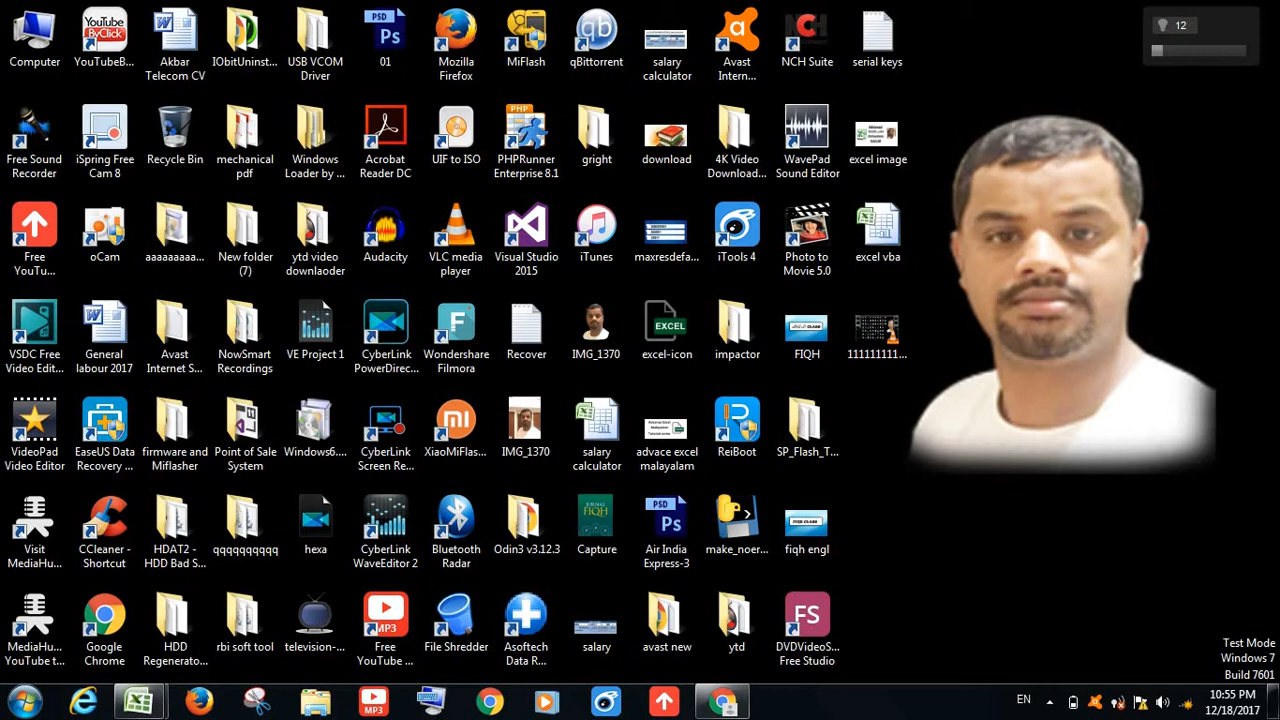 Computer
YouTubeB...
Akbar
Telecom CV
IObitUninst...
USB VCOM
Driver
01
Mozilla
Firefox
MiFlash
qBittorrent
salary
calculator
Avast
Intern...
NCH Suite
serial keys
12
Free Sound
Recorder
iSpring Free
Cam 8
Recycle Bin
mechanical
pdf
Windows
Loader by ...
Acrobat
Reader DC
UIF to ISO
PHPRunner
Enterprise 8.1
gright
download
4K Video
Download...
WavePad
Sound Editor
excel image
Free
YouTu...
oCam
aaaaaaaaa...
New folder
(7)
ytd video
downlaoder
Audacity
VLC media
player
Visual Studio
2015
iTunes
maxresdefa...
iTools 4
Photo to
Movie 5.0
excel vba
VSDC Free
Video Edit...
General
labour 2017
Avast
Internet S...
NowSmart
Recordings
VE Project 1
CyberLink
PowerDirec...
Wondershare
Filmora
Recover
IMG_1370
EXCEL
excel-icon
impactor
FIQH
111111111...
VideoPad
Video Editor
EaseUS Data
Recovery ...
firmware and
Miflasher
Point of Sale
System
Windows6....
CyberLink
Screen Re...
XiaoMiFlas...
IMG_1370
salary
calculator
advace excel
malayalam
ReiBoot
SP_Flash_T...
Visit
MediaHu...
CCleaner -
Shortcut
HDAT2 -
HDD Bad S...
qqqqqqqqqq
hexa
CyberLink
WaveEditor 2
Bluetooth
Radar
Odin3 v3.12.3
Capture
Air India
Express-3
make_noer...
fiqh engl
MediaHu...
YouTube t...
Google
Chrome
HDD
Regenerato...
rbi soft tool
television-...
Free
YouTube ...
File Shredder
Asoftech
Data R...
salary
avast new
ytd
DVDVideoS...
Free Studio
Test Mode
Windows 7
Build 7601
MP3
EN
10:55 PM
12/18/2017